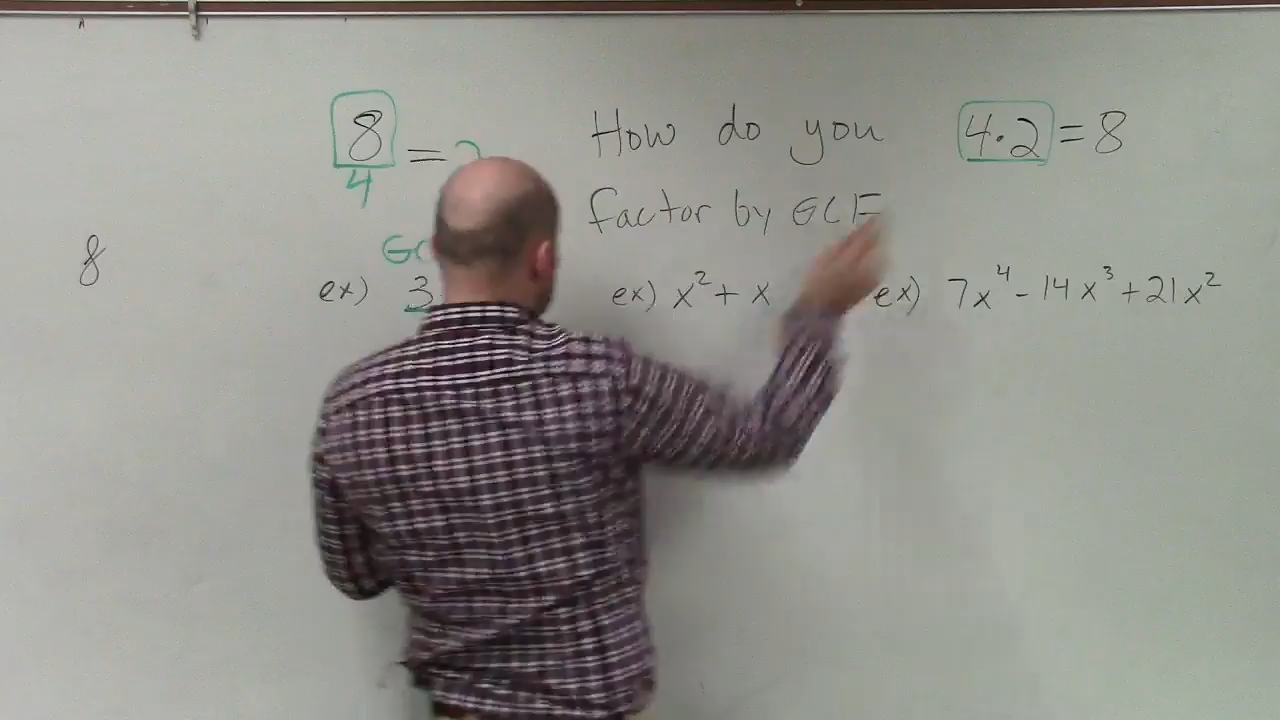 8/4 =
How do you
factor by GCF
4·2 = 8
8
ex) 3
ex) x² + x
ex) 7x⁴ - 14x³ + 21x²